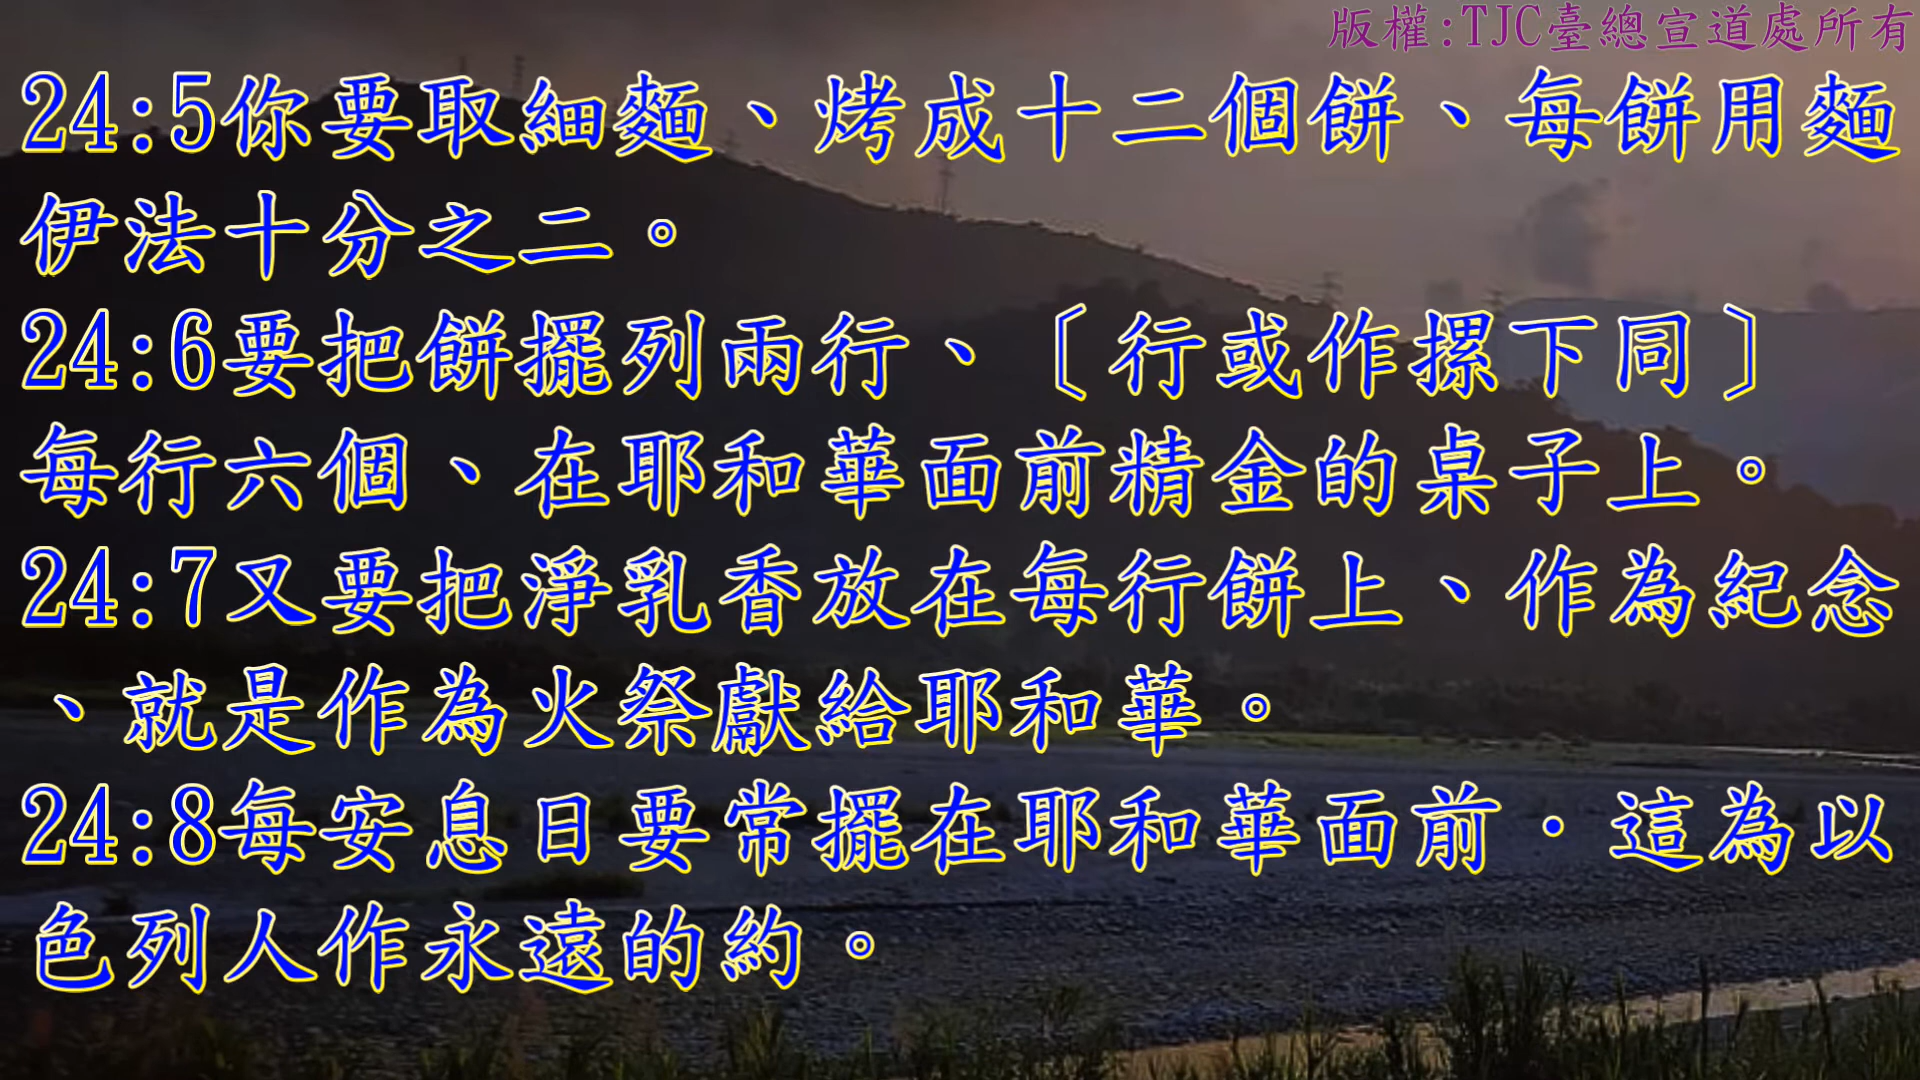 版權:TJC臺總宣道處所有
24:5你要取細麵、烤成十二個餅、每餅用麵
伊法十分之二。
24:6要把餅擺列兩行、〔行或作摞下同〕
每行六個、在耶和華面前精金的桌子上。
24:7又要把淨乳香放在每行餅上、作為紀念
、就是作為火祭獻給耶和華。
24:8每安息日要常擺在耶和華面前．這為以
色列人作永遠的約。